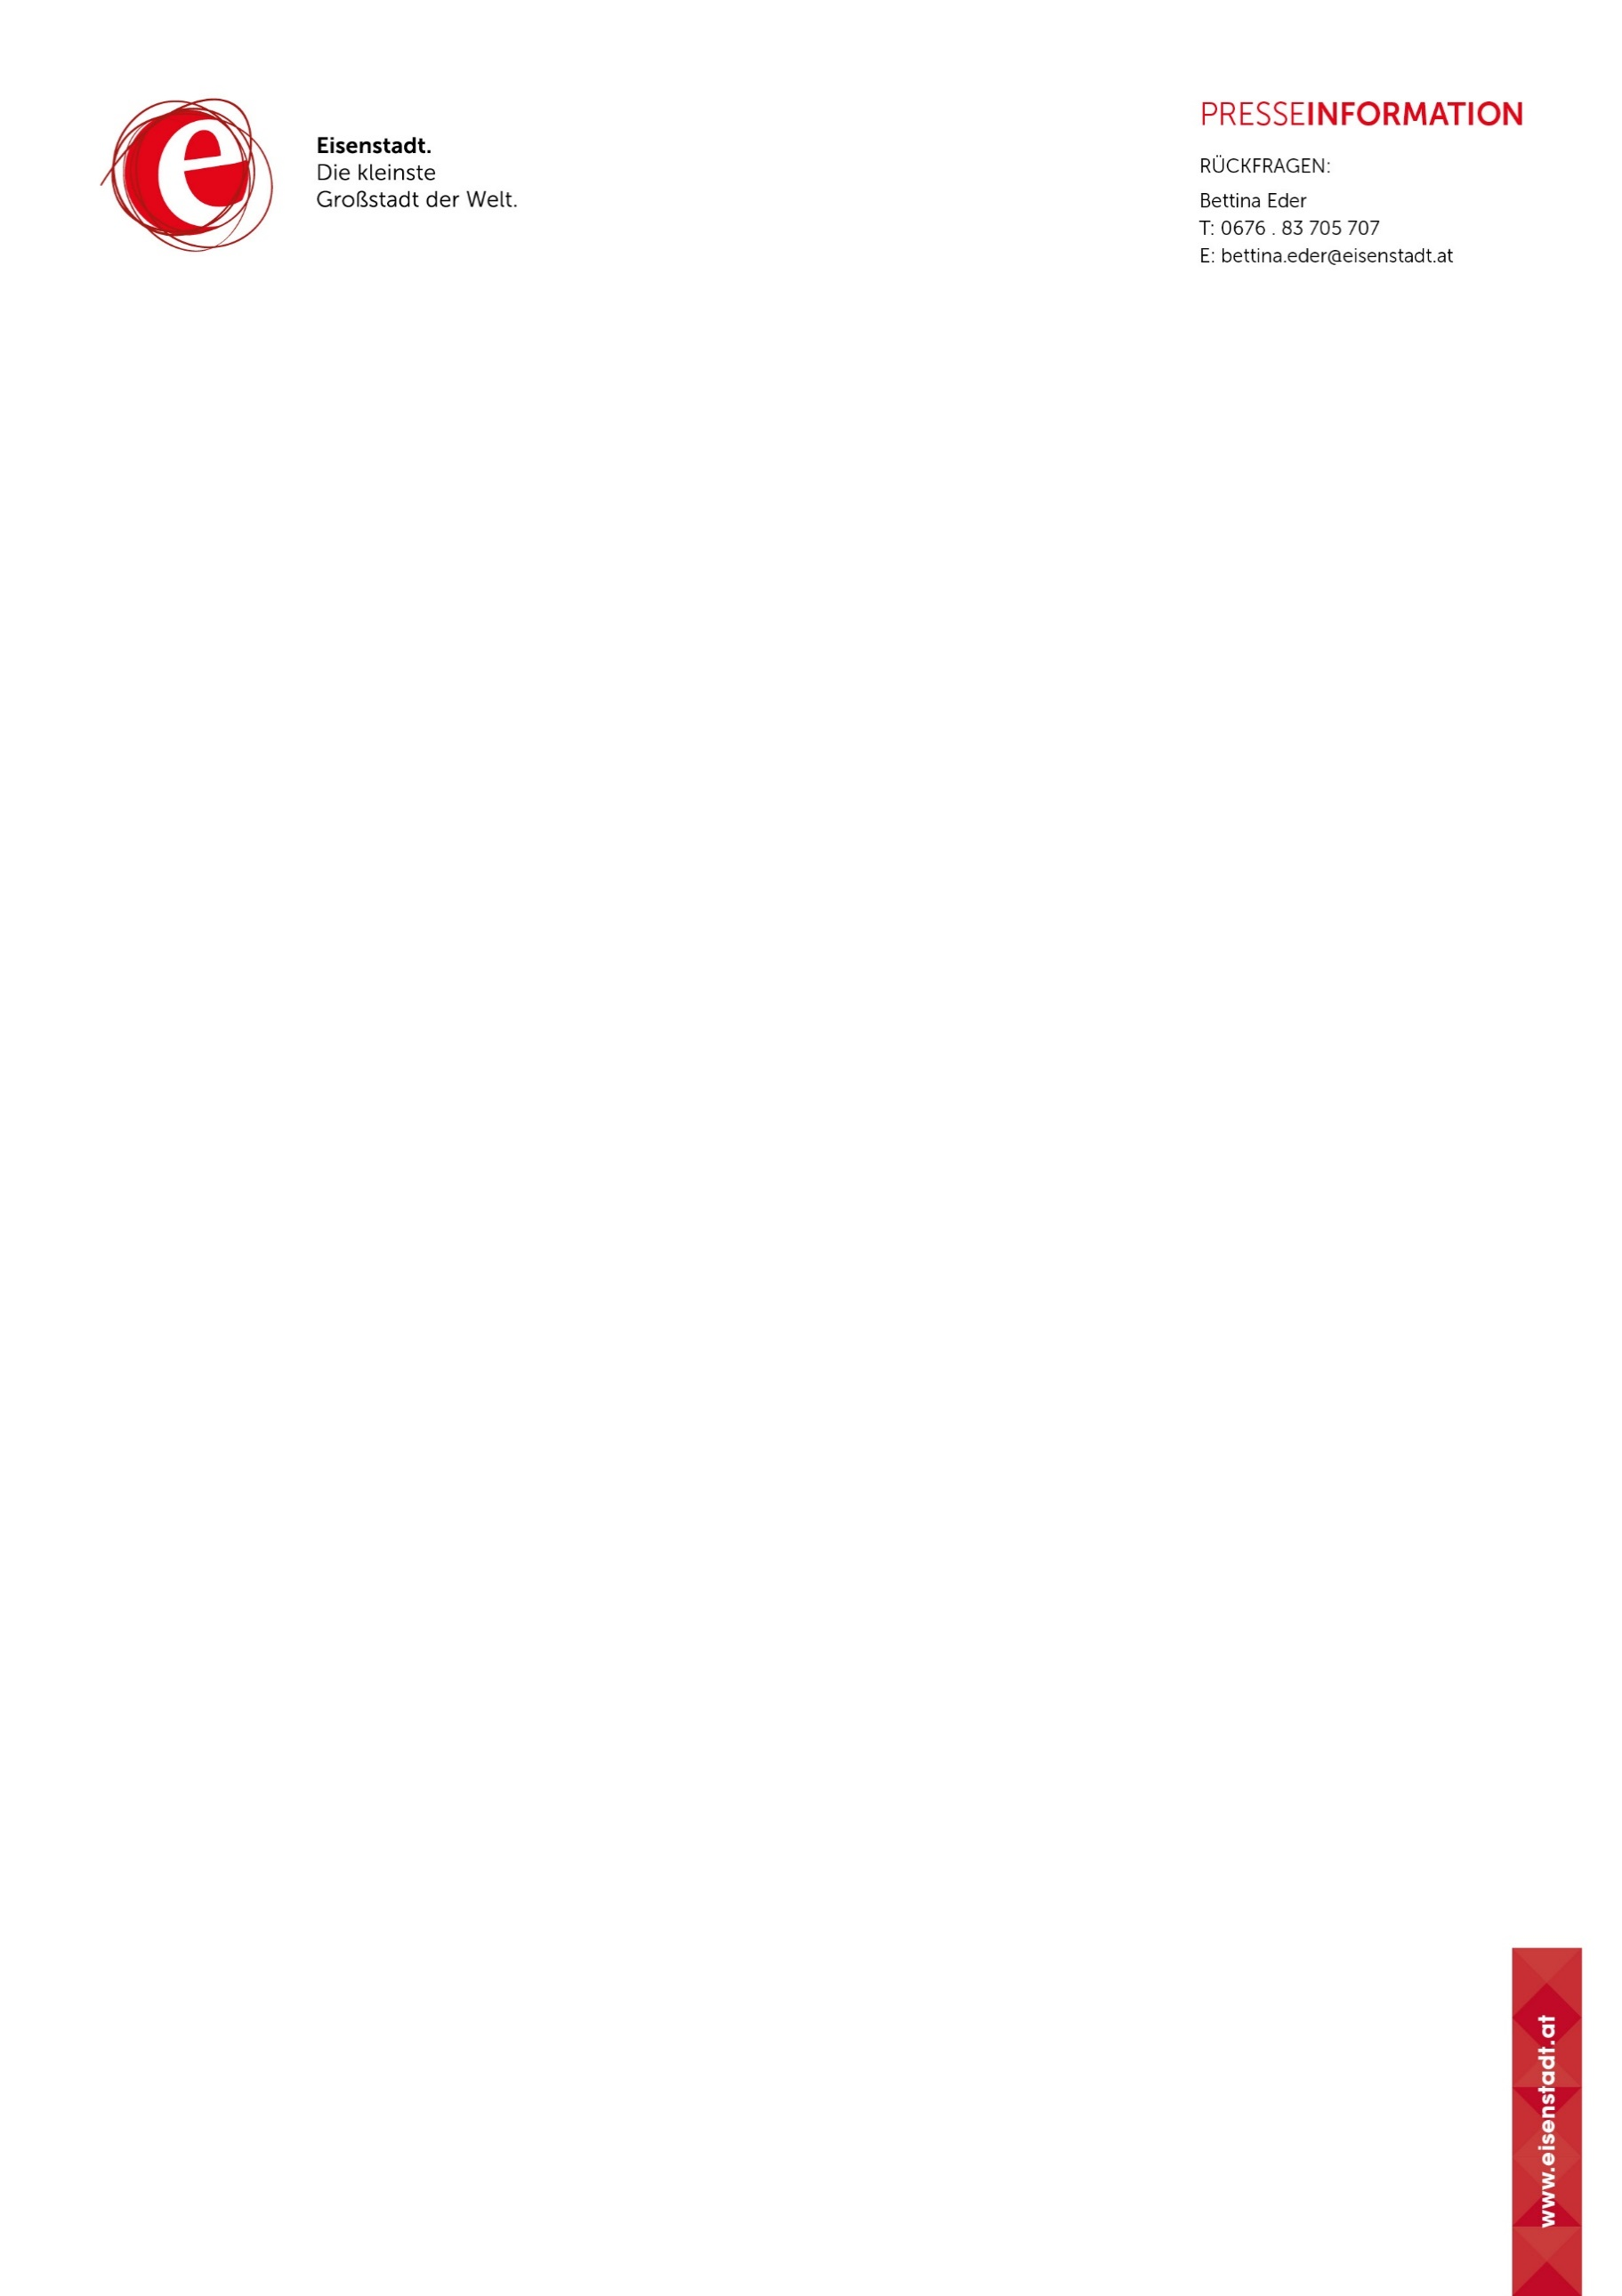 Eisenstadt.
Die kleinste
Großstadt der Welt.
PRESSEINFORMATION
RÜCKFRAGEN:
Bettina Eder
T: 0676 . 83 705 707
E: bettina.eder@eisenstadt.at
www.eisenstadt.at